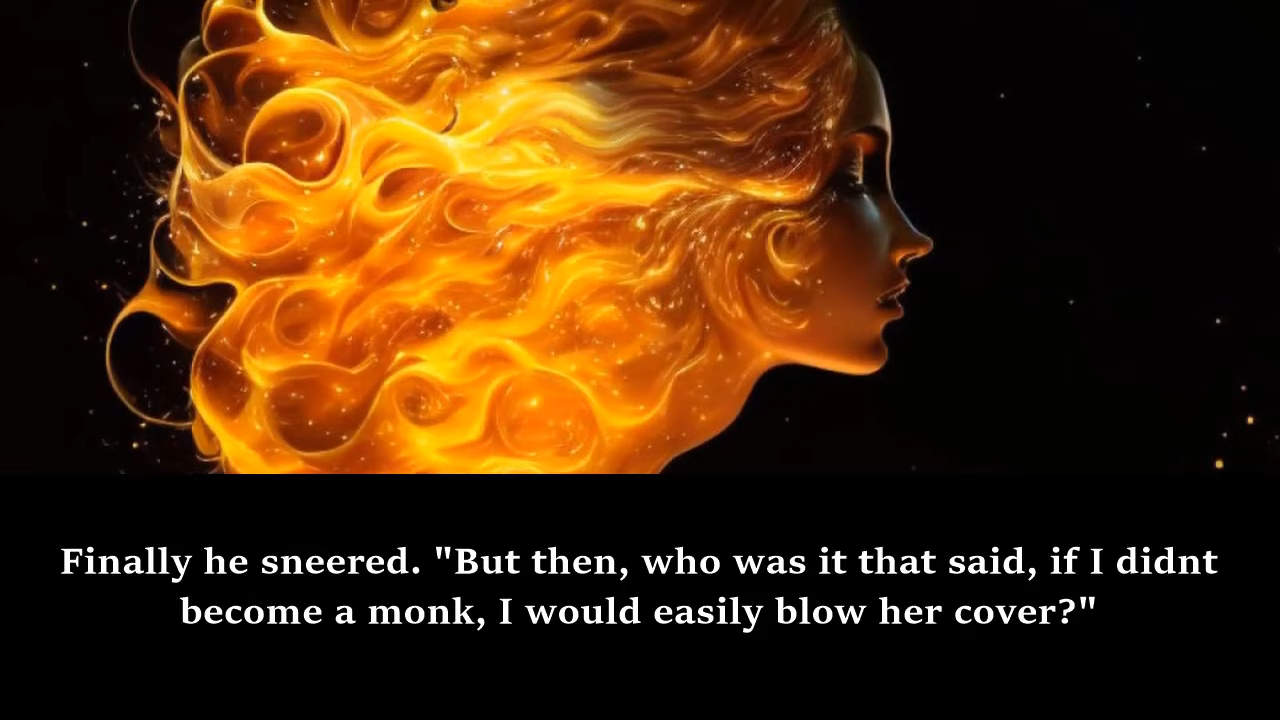 Finally he sneered. "But then, who was it that said, if I didnt
become a monk, I would easily blow her cover?"